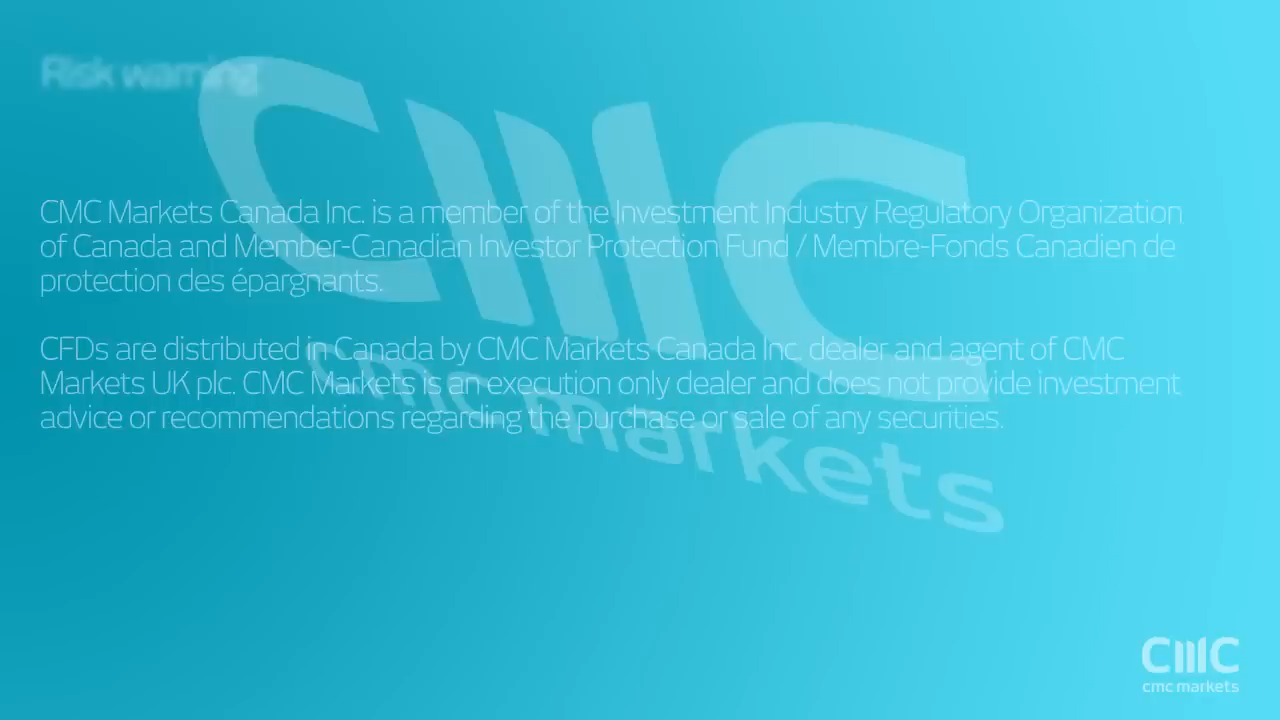 Risk warning
CMC
cmc markets
CMC Markets Canada Inc. is a member of the Investment Industry Regulatory Organization
of Canada and Member-Canadian Investor Protection Fund / Membre-Fonds Canadien de
protection des épargnants.
CFDs are distributed in Canada by CMC Markets Canada Inc. dealer and agent of CMC
Markets UK plc. CMC Markets is an execution only dealer and does not provide investment
advice or recommendations regarding the purchase or sale of any securities.
CMC
cmc markets